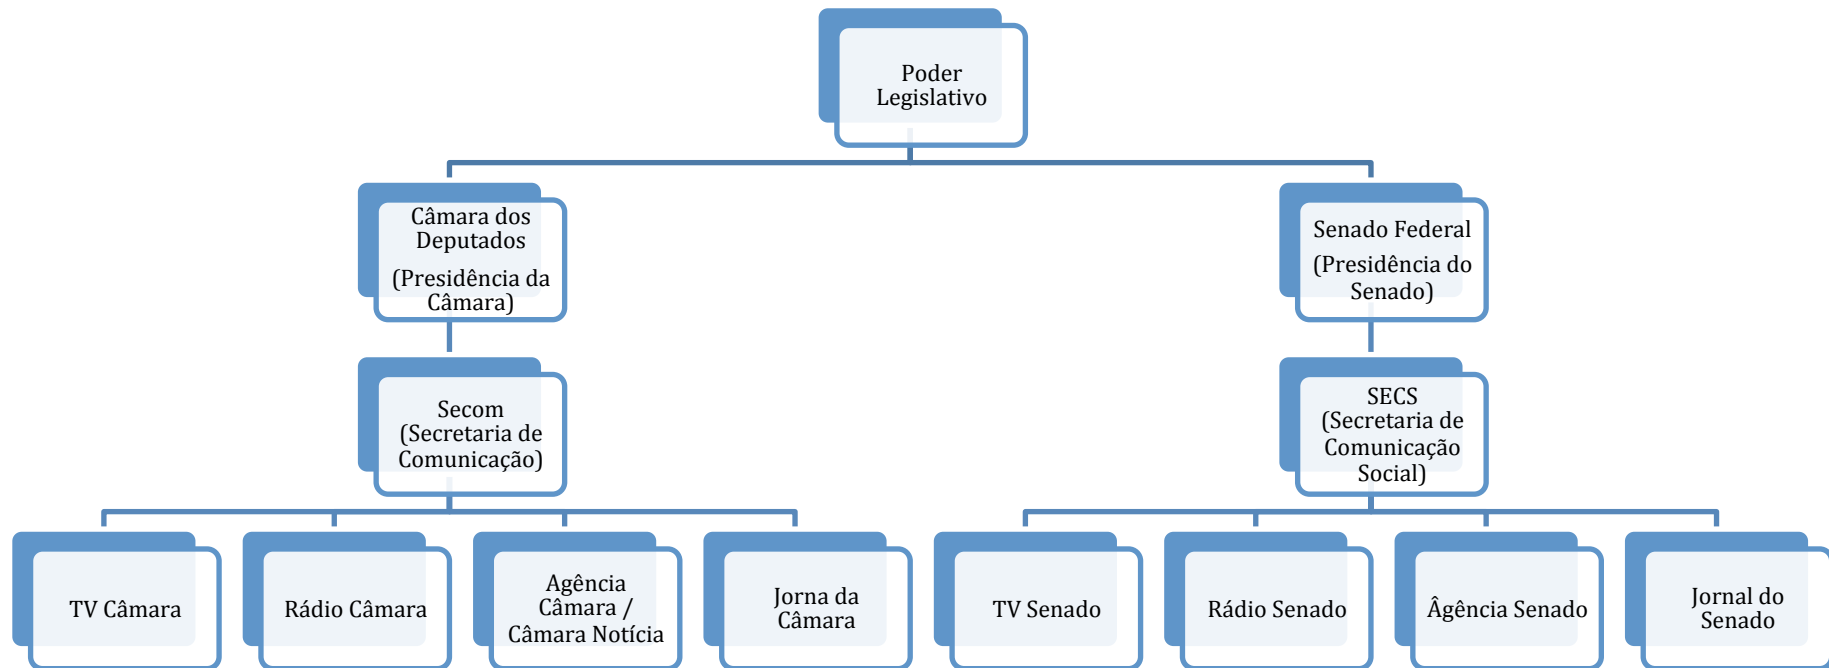 Poder
Legislativo
Câmara dos
Deputados
(Presidência da
Câmara)
Senado Federal
(Presidência do
Senado)
Secom
(Secretaria de
Comunicação)
SECS
(Secretaria de
Comunicação
Social)
TV Câmara
Rádio Câmara
Agência
Câmara /
Câmara Notícia
Jorna da
Câmara
TV Senado
Rádio Senado
Âgência Senado
Jornal do
Senado